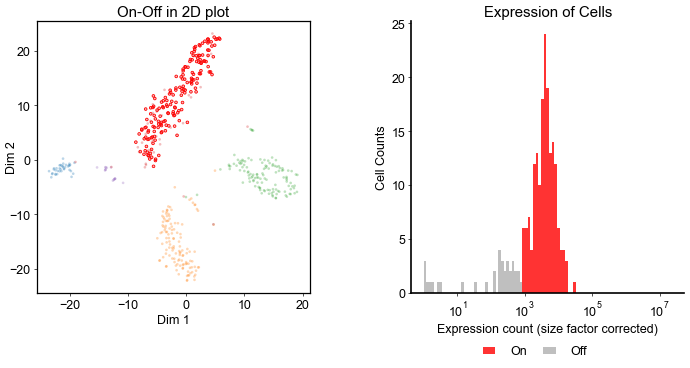 On-Off in 2D plot
Dim 2
20
10
0
−10
−20
−20
−10
0
10
20
Dim 1
Expression of Cells
Cell Counts
25
20
15
10
5
0
10^1
10^3
10^5
10^7
Expression count (size factor corrected)
On
Off